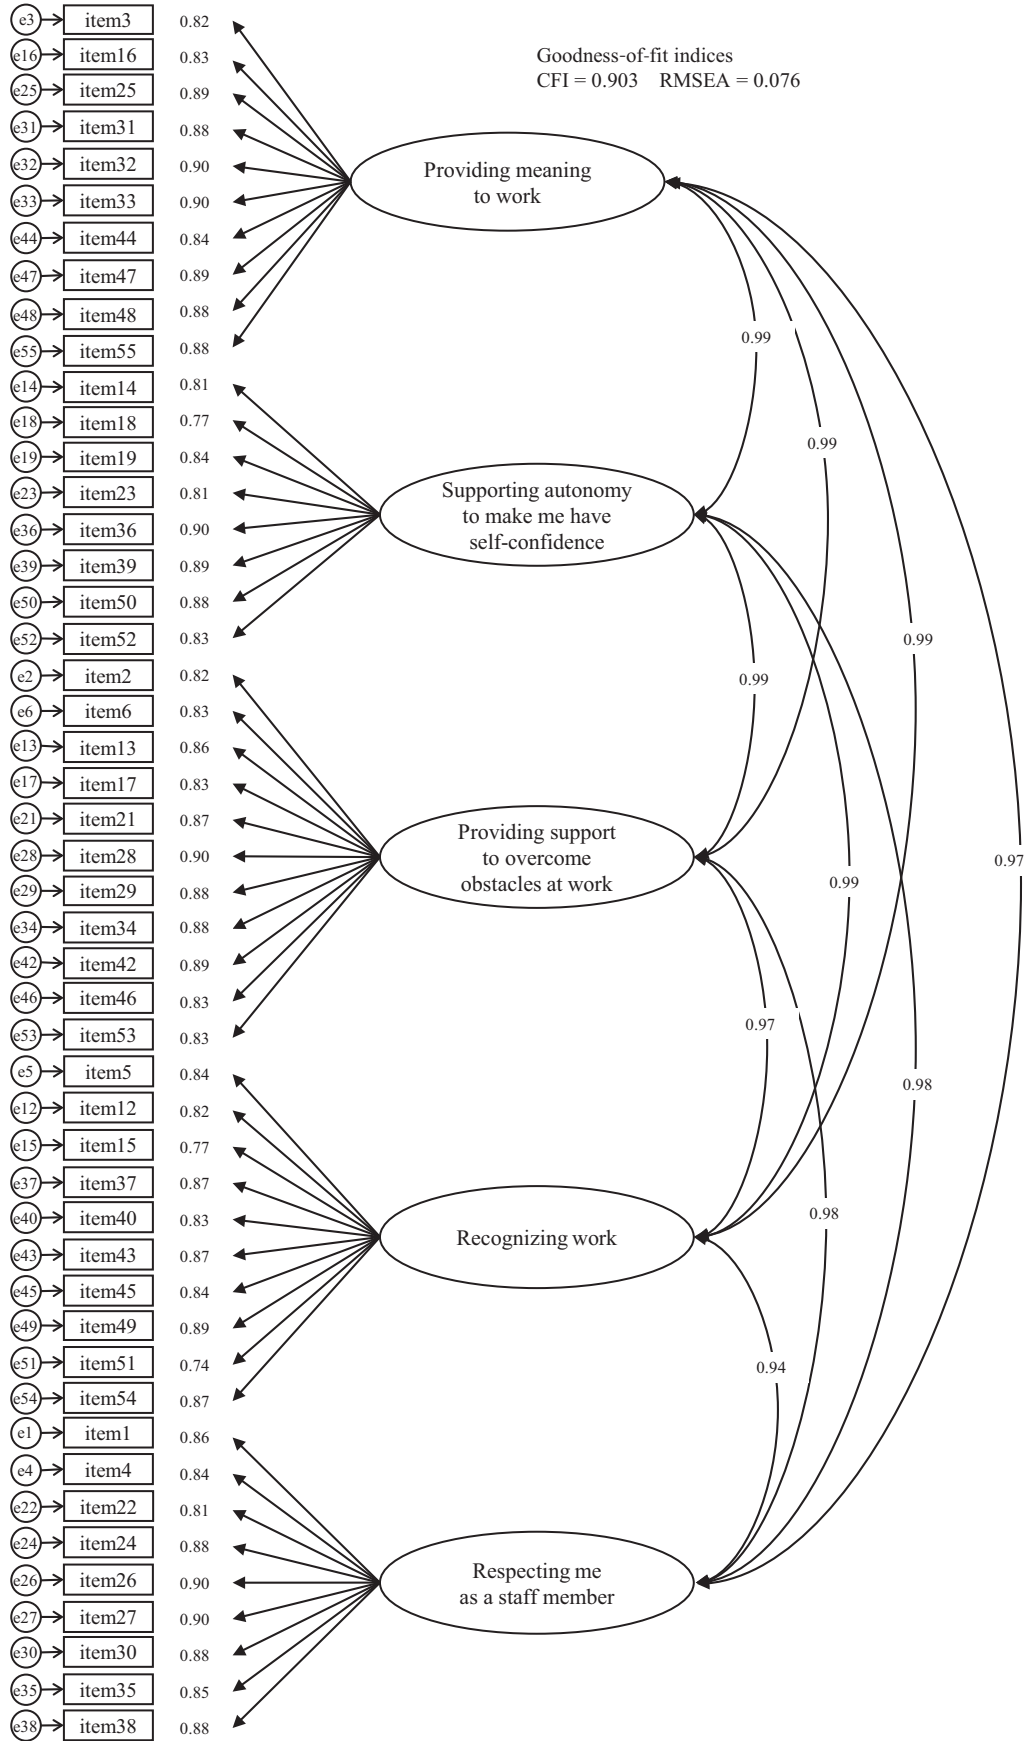 Goodness-of-fit indices
CFI = 0.903 RMSEA = 0.076
e3 item3 0.82
e16 item16 0.83
e25 item25 0.89
e31 item31 0.88
e32 item32 0.90
e33 item33 0.90
e44 item44 0.84
e47 item47 0.89
e48 item48 0.88
e55 item55 0.88
Providing meaning
to work
e14 item14 0.81
e18 item18 0.77
e19 item19 0.84
e23 item23 0.81
e36 item36 0.90
e39 item39 0.89
e50 item50 0.88
e52 item52 0.83
Supporting autonomy
to make me have
self-confidence
e2 item2 0.82
e6 item6 0.83
e13 item13 0.86
e17 item17 0.83
e21 item21 0.87
e28 item28 0.90
e29 item29 0.88
e34 item34 0.88
e42 item42 0.89
e46 item46 0.83
e53 item53 0.83
Providing support
to overcome
obstacles at work
e5 item5 0.84
e12 item12 0.82
e15 item15 0.77
e37 item37 0.87
e40 item40 0.83
e43 item43 0.87
e45 item45 0.84
e49 item49 0.89
e51 item51 0.74
e54 item54 0.87
Recognizing work
e1 item1 0.86
e4 item4 0.84
e22 item22 0.81
e24 item24 0.88
e26 item26 0.90
e27 item27 0.90
e30 item30 0.88
e35 item35 0.85
e38 item38 0.88
Respecting me
as a staff member
0.99
0.99
0.99
0.99
0.97
0.99
0.97
0.98
0.98
0.94